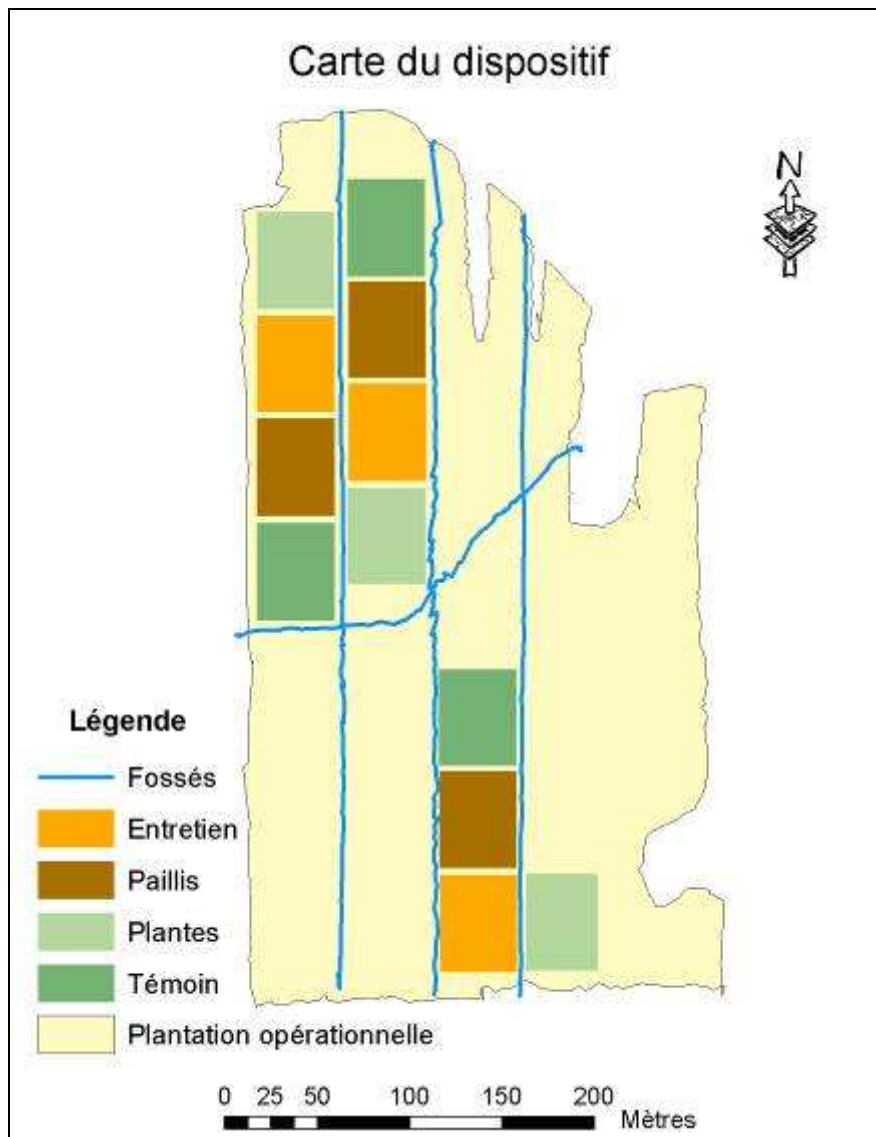 Carte du dispositif
N
Légende
Fossés
Entretien
Paillis
Plantes
Témoin
Plantation opérationnelle
0 25 50 100 150 200
Mètres